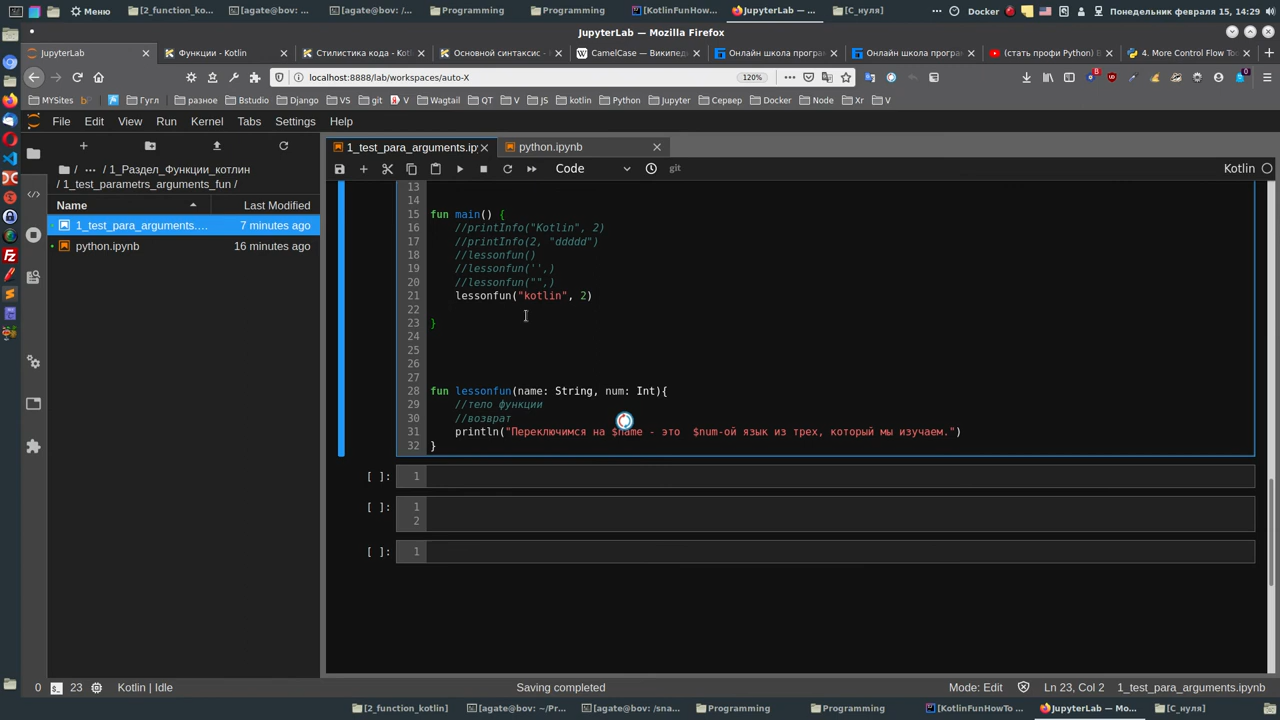 Меню
[2_function_ko...
[agate@bov: ~/...
[agate@bov: /...
Programming
Programming
[KotlinFunHow...
JupyterLab — ...
[С_нуля]
Docker
Понедельник февраля 15, 14:29
JupyterLab - Mozilla Firefox
JupyterLab
Функции - Kotlin
Стилистика кода - Kotl
Основной синтаксис -
CamelCase — Википед
Онлайн школа програ
Онлайн школа програ
(стать профи Python) В
4. More Control Flow To
localhost:8888/lab/workspaces/auto-X
120%
8
0
MYSites
Гугл
разное
Bstudio
Django
VS
git
V
Wagtail
QT
V
JS
kotlin
Python
Jupyter
Сервер
Docker
Node
Xr
V
File
Edit
View
Run
Kernel
Tabs
Settings
Help
1_test_para_arguments.ip
python.ipynb
Code
git
Kotlin
/ ... / 1_Раздел_Функции_котлин
/ 1_test_parametrs_arguments_fun /
Name
Last Modified
1_test_para_arguments....
7 minutes ago
python.ipynb
16 minutes ago
13
14
15 fun main() {
16 //printInfo("Kotlin", 2)
17 //printInfo(2, "ddddd")
18 //lessonfun()
19 //lessonfun('',)
20 //lessonfun("",)
21 lessonfun("kotlin", 2)
22
23 }
24
25
26
27
28 fun lessonfun(name: String, num: Int){
29 //тело функции
30 //возврат
31 println("Переключимся на $name - это  $num-ой язык из трех, который мы изучаем.")
32 }
[ ]: 1
[ ]: 1
2
[ ]: 1
0
23
Kotlin | Idle
Saving completed
Mode: Edit
Ln 23, Col 2
1_test_para_arguments.ipynb
[2_function_kotlin]
[agate@bov: ~/Pr...
[agate@bov: /sna...
Programming
Programming
[KotlinFunHowTo ...
JupyterLab — Mo...
[С_нуля]